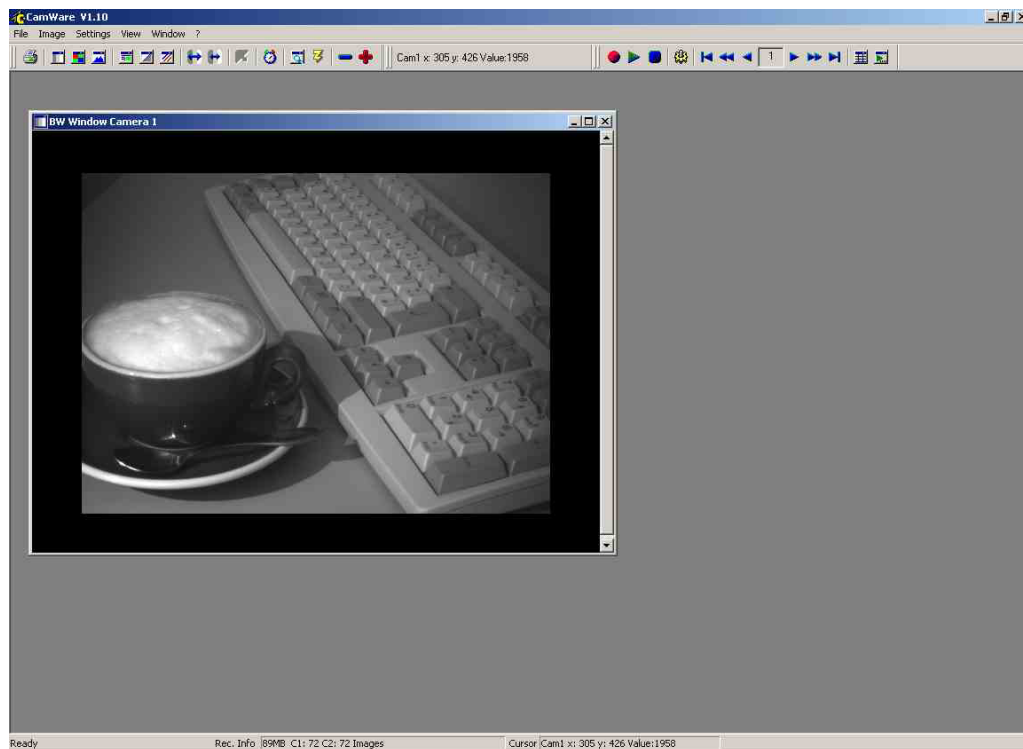 CamWare V1.10
File Image Settings View Window ?
Cam1 x: 305 y: 426 Value:1958
1
BW Window Camera 1
Ready Rec. Info 89MB C1: 72 C2: 72 Images Cursor Cam1 x: 305 y: 426 Value:1958